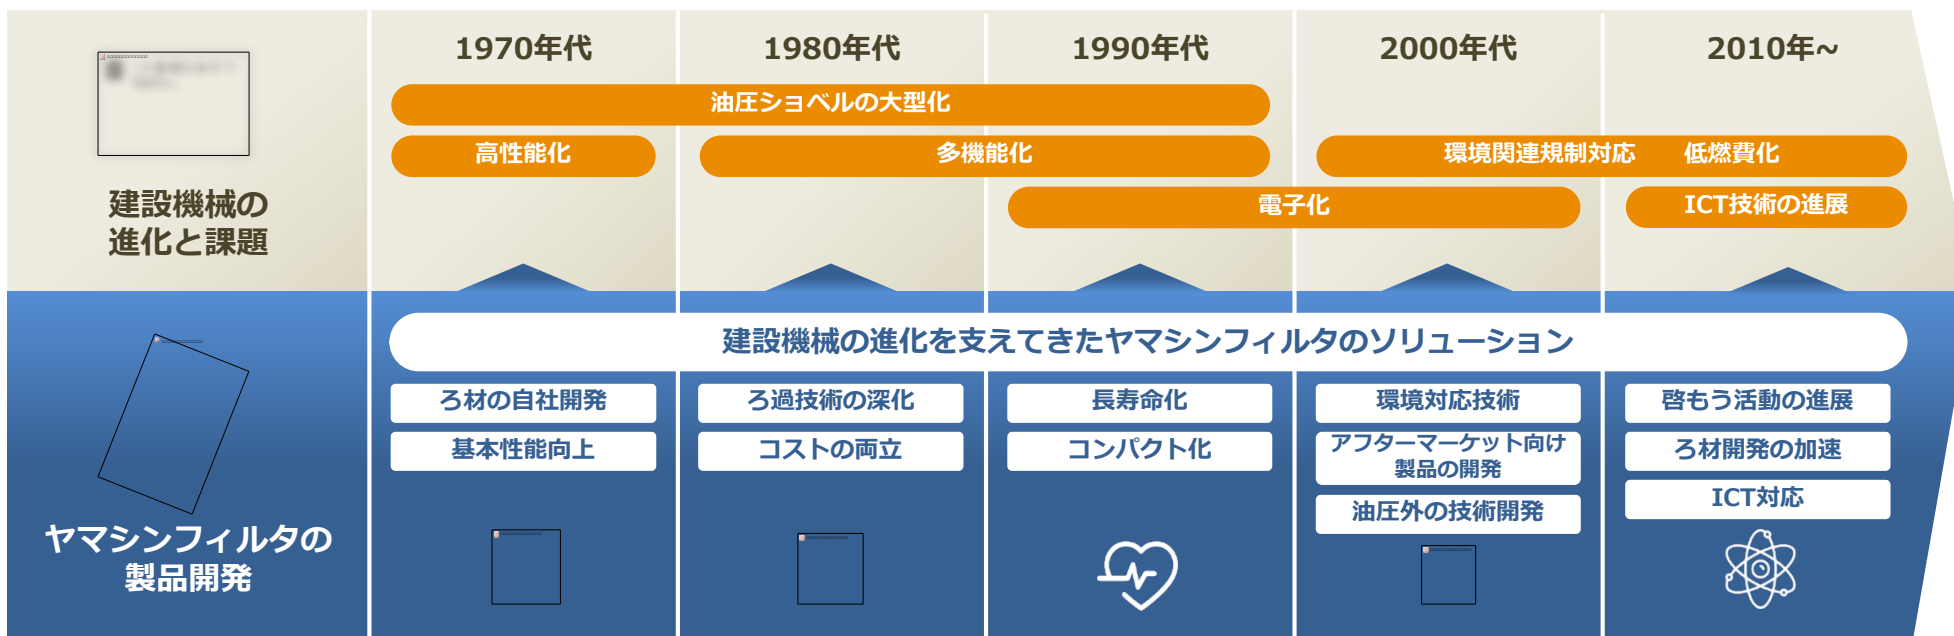 1970年代
1980年代
1990年代
2000年代
2010年~
油圧ショベルの大型化
高性能化
多機能化
環境関連規制対応 低燃費化
電子化
ICT技術の進展
建設機械の
進化と課題
建設機械の進化を支えてきたヤマシンフィルタのソリューション
ろ材の自社開発
ろ過技術の深化
長寿命化
環境対応技術
啓もう活動の進展
基本性能向上
コストの両立
コンパクト化
アフターマーケット向け
製品の開発
ろ材開発の加速
油圧外の技術開発
ICT対応
ヤマシンフィルタの
製品開発